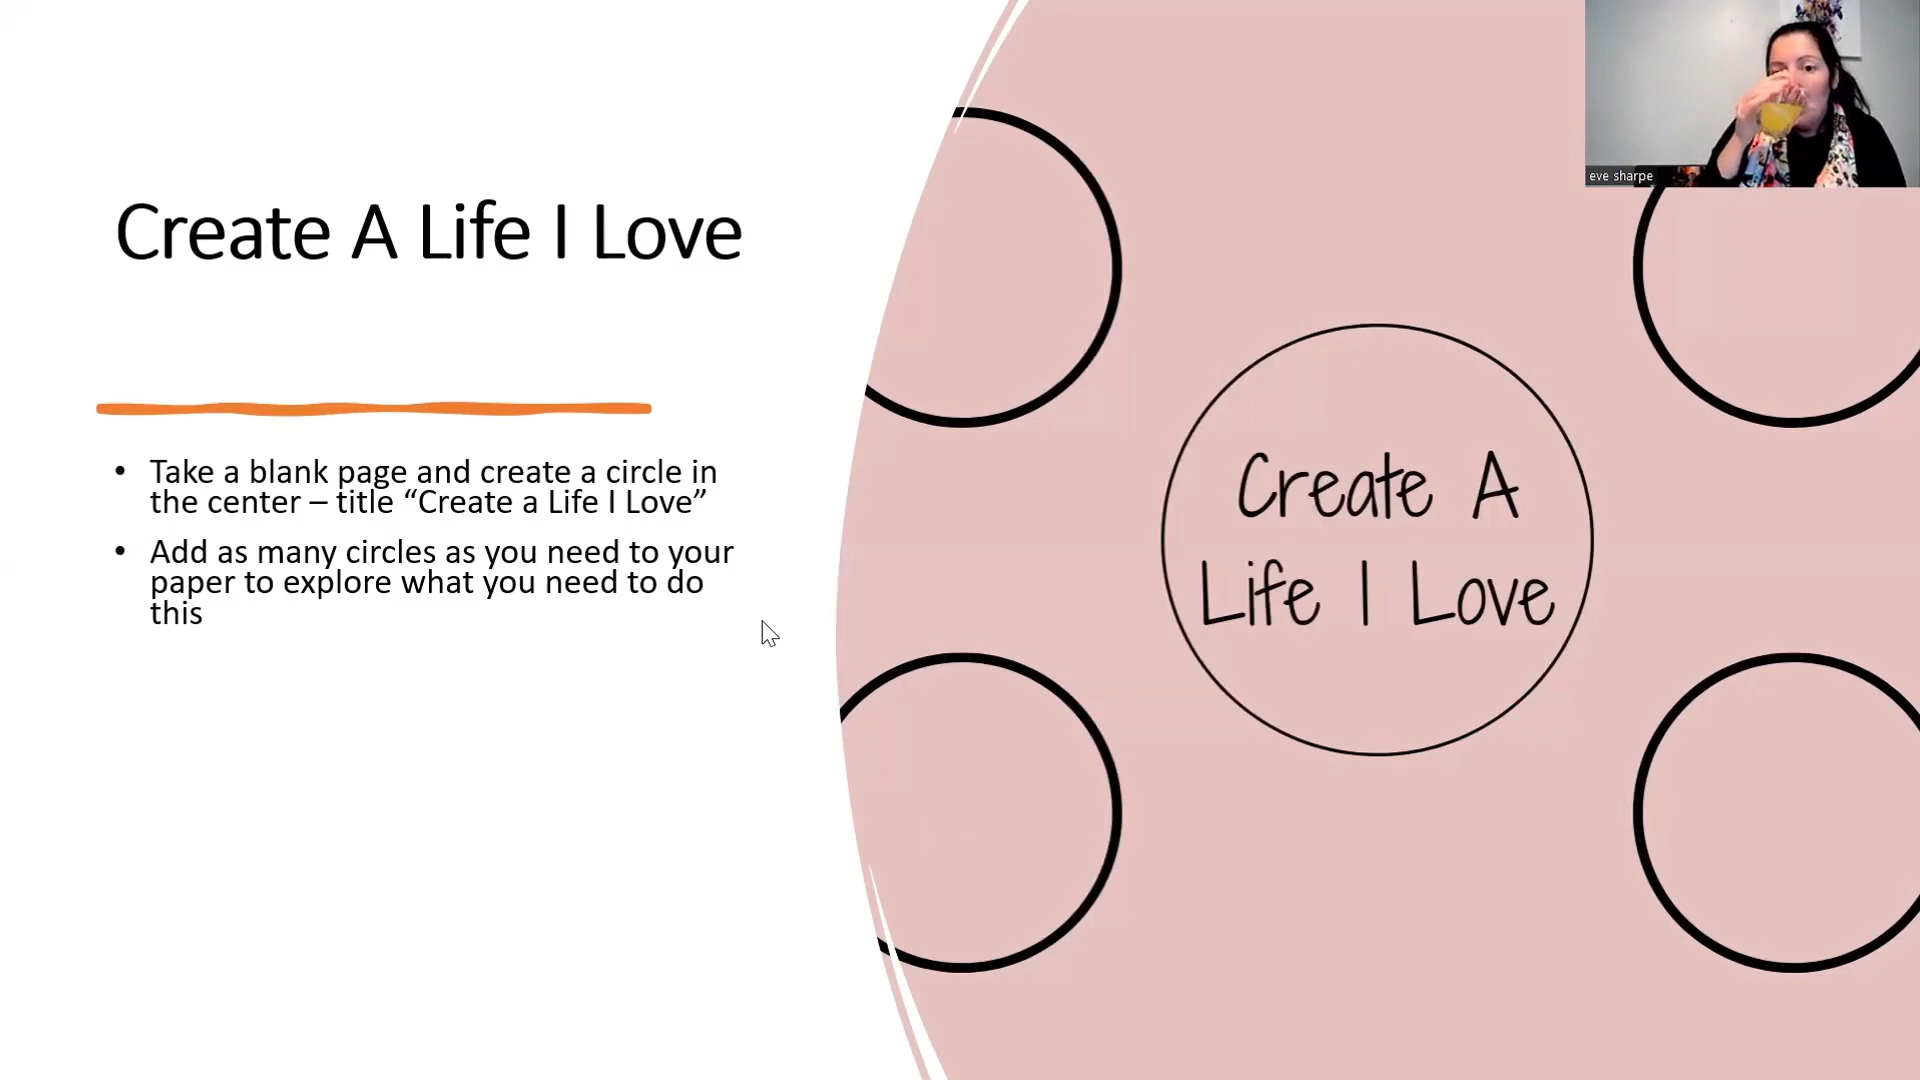 Create A Life I Love
• Take a blank page and create a circle in
the center – title “Create a Life I Love”
• Add as many circles as you need to your
paper to explore what you need to do
this
Create A
Life I Love
eve sharpe